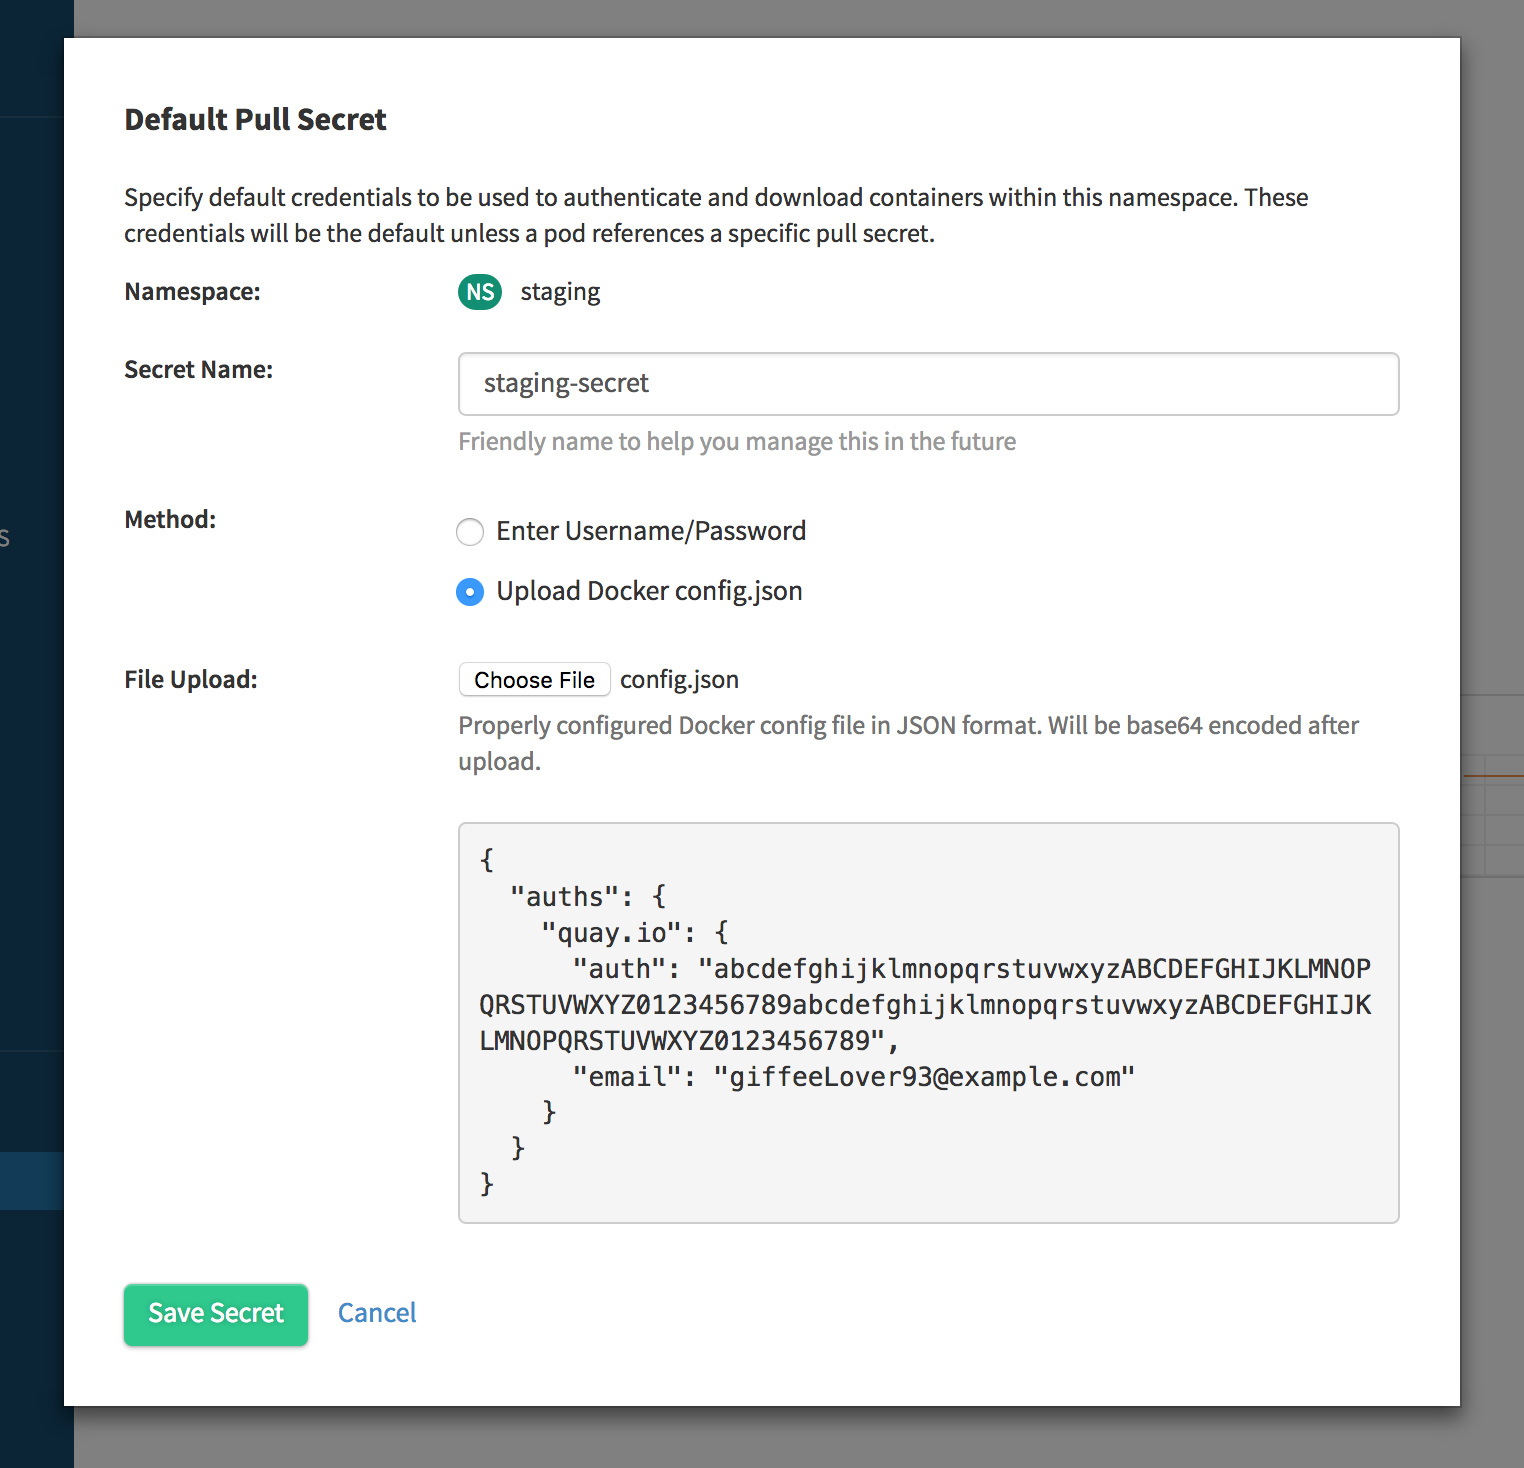 Default Pull Secret
Specify default credentials to be used to authenticate and download containers within this namespace. These
credentials will be the default unless a pod references a specific pull secret.
Namespace: NS staging
Secret Name: staging-secret
Friendly name to help you manage this in the future
Method: Enter Username/Password
Upload Docker config.json
File Upload: Choose File config.json
Properly configured Docker config file in JSON format. Will be base64 encoded after
upload.
{
"auths": {
"quay.io": {
"auth": "abcdefghijklmnopqrstuvwxyzABCDEFGHIJKLMNOP
QRSTUVWXYZ0123456789abcdefghijklmnopqrstuvwxyzABCDEFGHIJK
LMNOPQRSTUVWXYZ0123456789",
"email": "giffeeLover93@example.com"
}
}
}
Save Secret Cancel
s